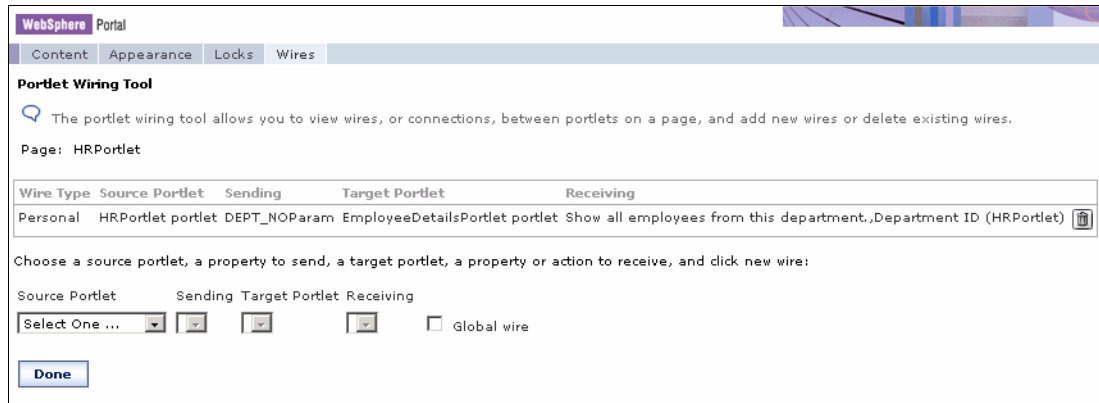 WebSphere Portal
Content Appearance Locks Wires
Portlet Wiring Tool
The portlet wiring tool allows you to view wires, or connections, between portlets on a page, and add new wires or delete existing wires.
Page: HRPortlet
Wire Type Source Portlet Sending Target Portlet Receiving
Personal HRPortlet portlet DEPT_NOParam EmployeeDetailsPortlet portlet Show all employees from this department.,Department ID (HRPortlet)
Choose a source portlet, a property to send, a target portlet, a property or action to receive, and click new wire:
Source Portlet Sending Target Portlet Receiving
Select One ... Global wire
Done